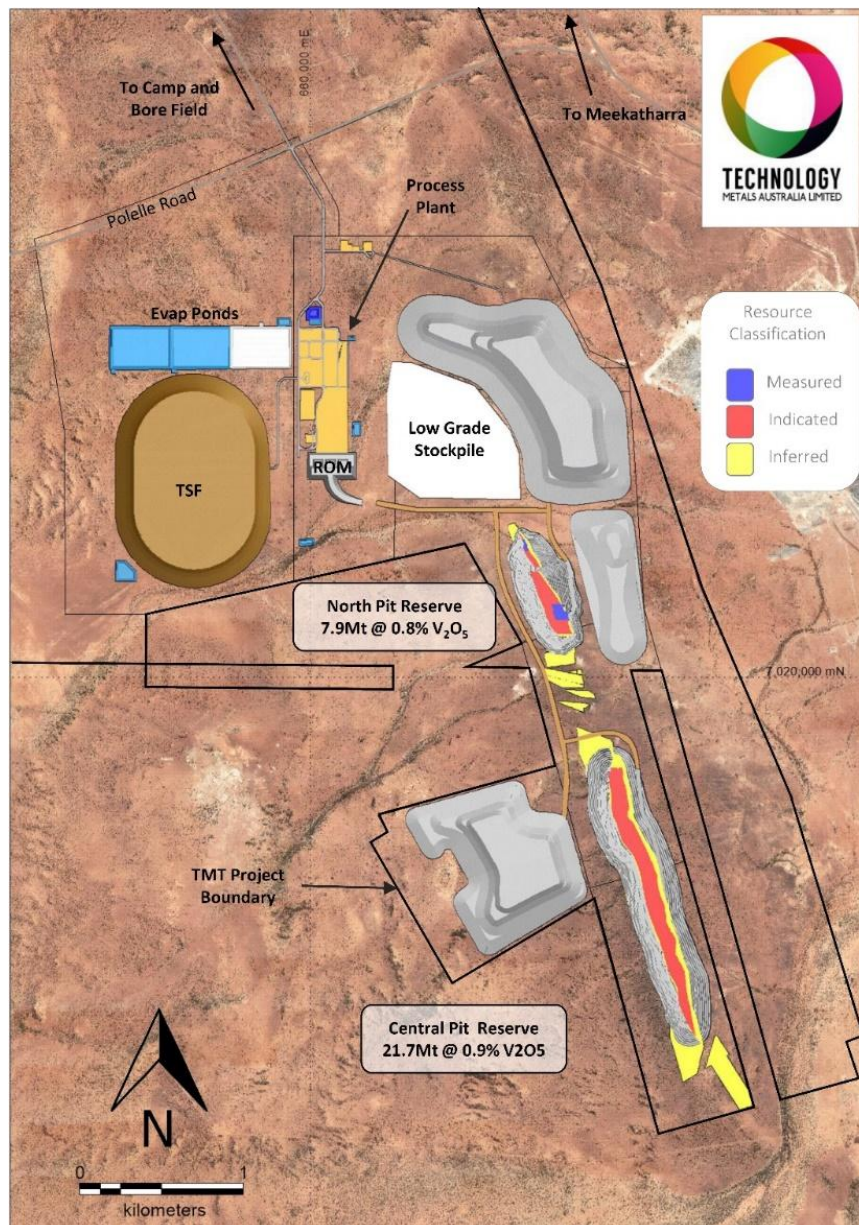 To Camp and
Bore Field
660,000 mE
To Meekatharra
TECHNOLOGY
METALS AUSTRALIA LIMITED
Process
Plant
Polelle Road
Evap Ponds
Resource
Classification
Measured
Indicated
Inferred
Low Grade
Stockpile
ROM
TSF
North Pit Reserve
7.9Mt @ 0.8% V₂O₅
7,020,000 mN
TMT Project
Boundary
Central Pit Reserve
21.7Mt @ 0.9% V2O5
N
0 1
kilometers